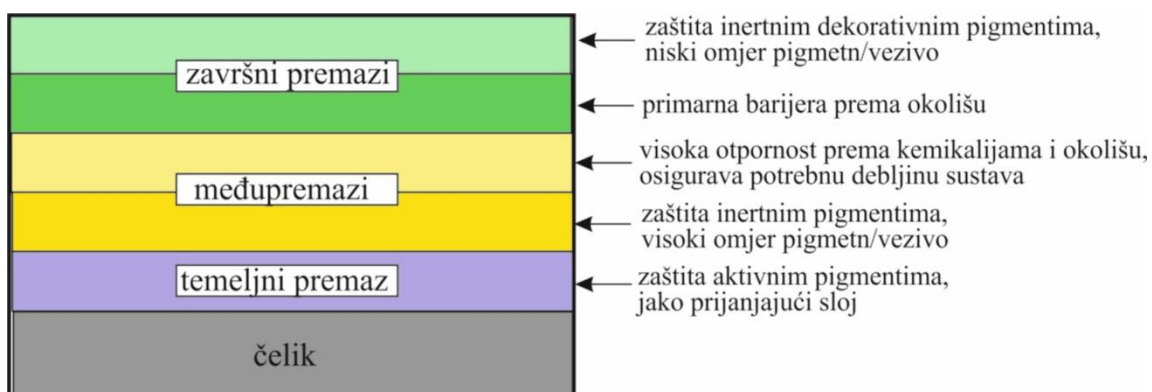 zaštita inertnim dekorativnim pigmentima,
niski omjer pigmetn/vezivo
završni premazi
primarna barijera prema okolišu
visoka otpornost prema kemikalijama i okolišu,
osigurava potrebnu debljinu sustava
međupremazi
zaštita inertnim pigmentima,
visoki omjer pigmetn/vezivo
temeljni premaz
zaštita aktivnim pigmentima,
jako prijanjajući sloj
čelik